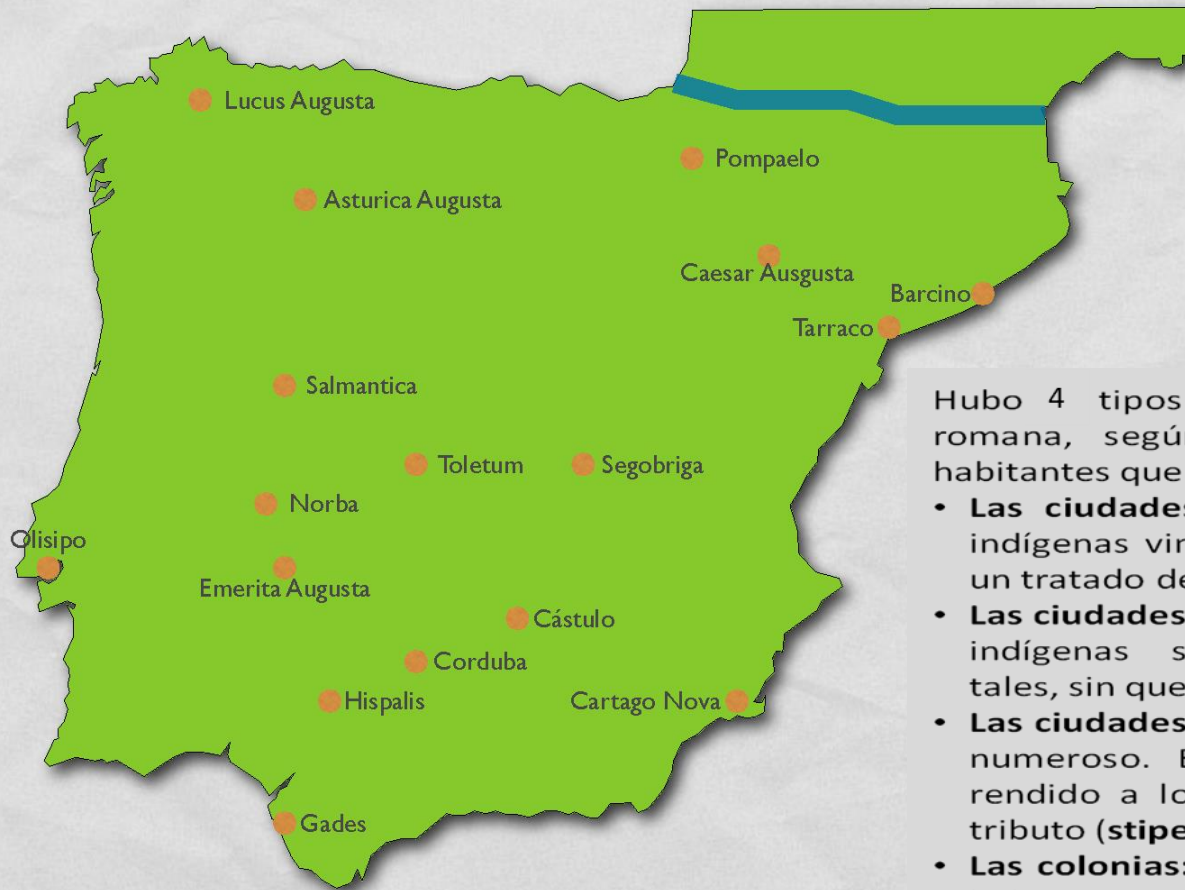 Lucus Augusta
Pompaelo
Asturica Augusta
Caesar Ausgusta
Barcino
Tarraco
Salmantica
Toletum
Segobriga
Norba
Olisipo
Emerita Augusta
Cástulo
Corduba
Hispalis
Cartago Nova
Gades
Hubo 4 tipos
romana, segú
habitantes que
• Las ciudades
indígenas vir
un tratado de
• Las ciudades
indígenas s
tales, sin que
• Las ciudades
numeroso. E
rendido a lo
tributo (stipe
• Las colonias: